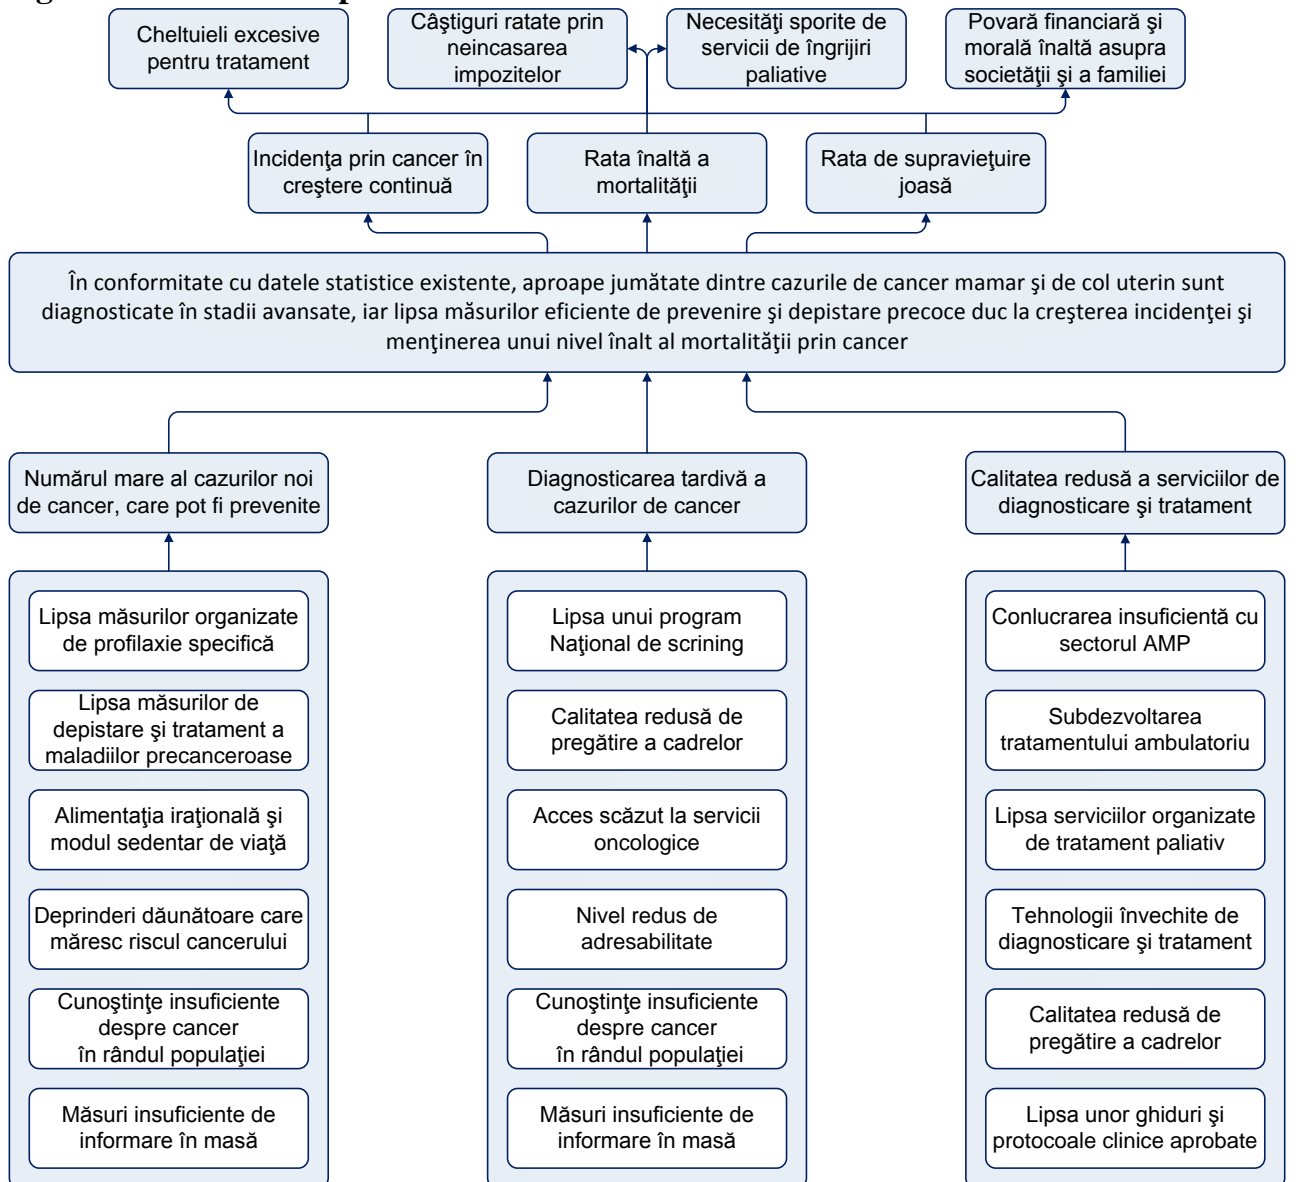 Cheltuieli excesive
pentru tratament
Câştiguri ratate prin
neincasarea
impozitelor
Necesităţi sporite de
servicii de îngrijiri
paliative
Povară financiară şi
morală înaltă asupra
societăţii şi a familiei
Incidenţa prin cancer în
creştere continuă
Rata înaltă a
mortalităţii
Rata de supravieţuire
joasă
În conformitate cu datele statistice existente, aproape jumătate dintre cazurile de cancer mamar şi de col uterin sunt
diagnosticate în stadii avansate, iar lipsa măsurilor eficiente de prevenire şi depistare precoce duc la creşterea incidenţei şi
menţinerea unui nivel înalt al mortalităţii prin cancer
Numărul mare al cazurilor noi
de cancer, care pot fi prevenite
Diagnosticarea tardivă a
cazurilor de cancer
Calitatea redusă a serviciilor de
diagnosticare şi tratament
Lipsa măsurilor organizate
de profilaxie specifică
Lipsa măsurilor de
depistare şi tratament a
maladiilor precanceroase
Alimentaţia iraţională şi
modul sedentar de viaţă
Deprinderi dăunătoare care
măresc riscul cancerului
Cunoştinţe insuficiente
despre cancer
în rândul populaţiei
Măsuri insuficiente de
informare în masă
Lipsa unui program
Naţional de scrining
Calitatea redusă de
pregătire a cadrelor
Acces scăzut la servicii
oncologice
Nivel redus de
adresabilitate
Cunoştinţe insuficiente
despre cancer
în rândul populaţiei
Măsuri insuficiente de
informare în masă
Conlucrarea insuficientă cu
sectorul AMP
Subdezvoltarea
tratamentului ambulatoriu
Lipsa serviciilor organizate
de tratament paliativ
Tehnologii învechite de
diagnosticare şi tratament
Calitatea redusă de
pregătire a cadrelor
Lipsa unor ghiduri şi
protocoale clinice aprobate